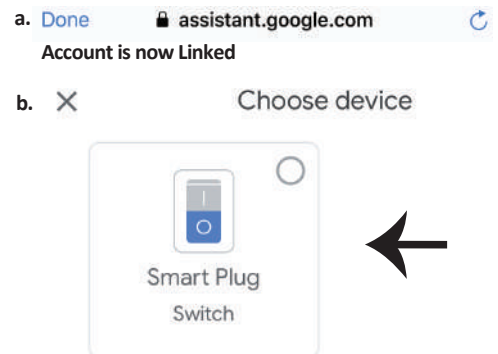 a. Done assistant.google.com
Account is now Linked
b. Choose device
Smart Plug
Switch